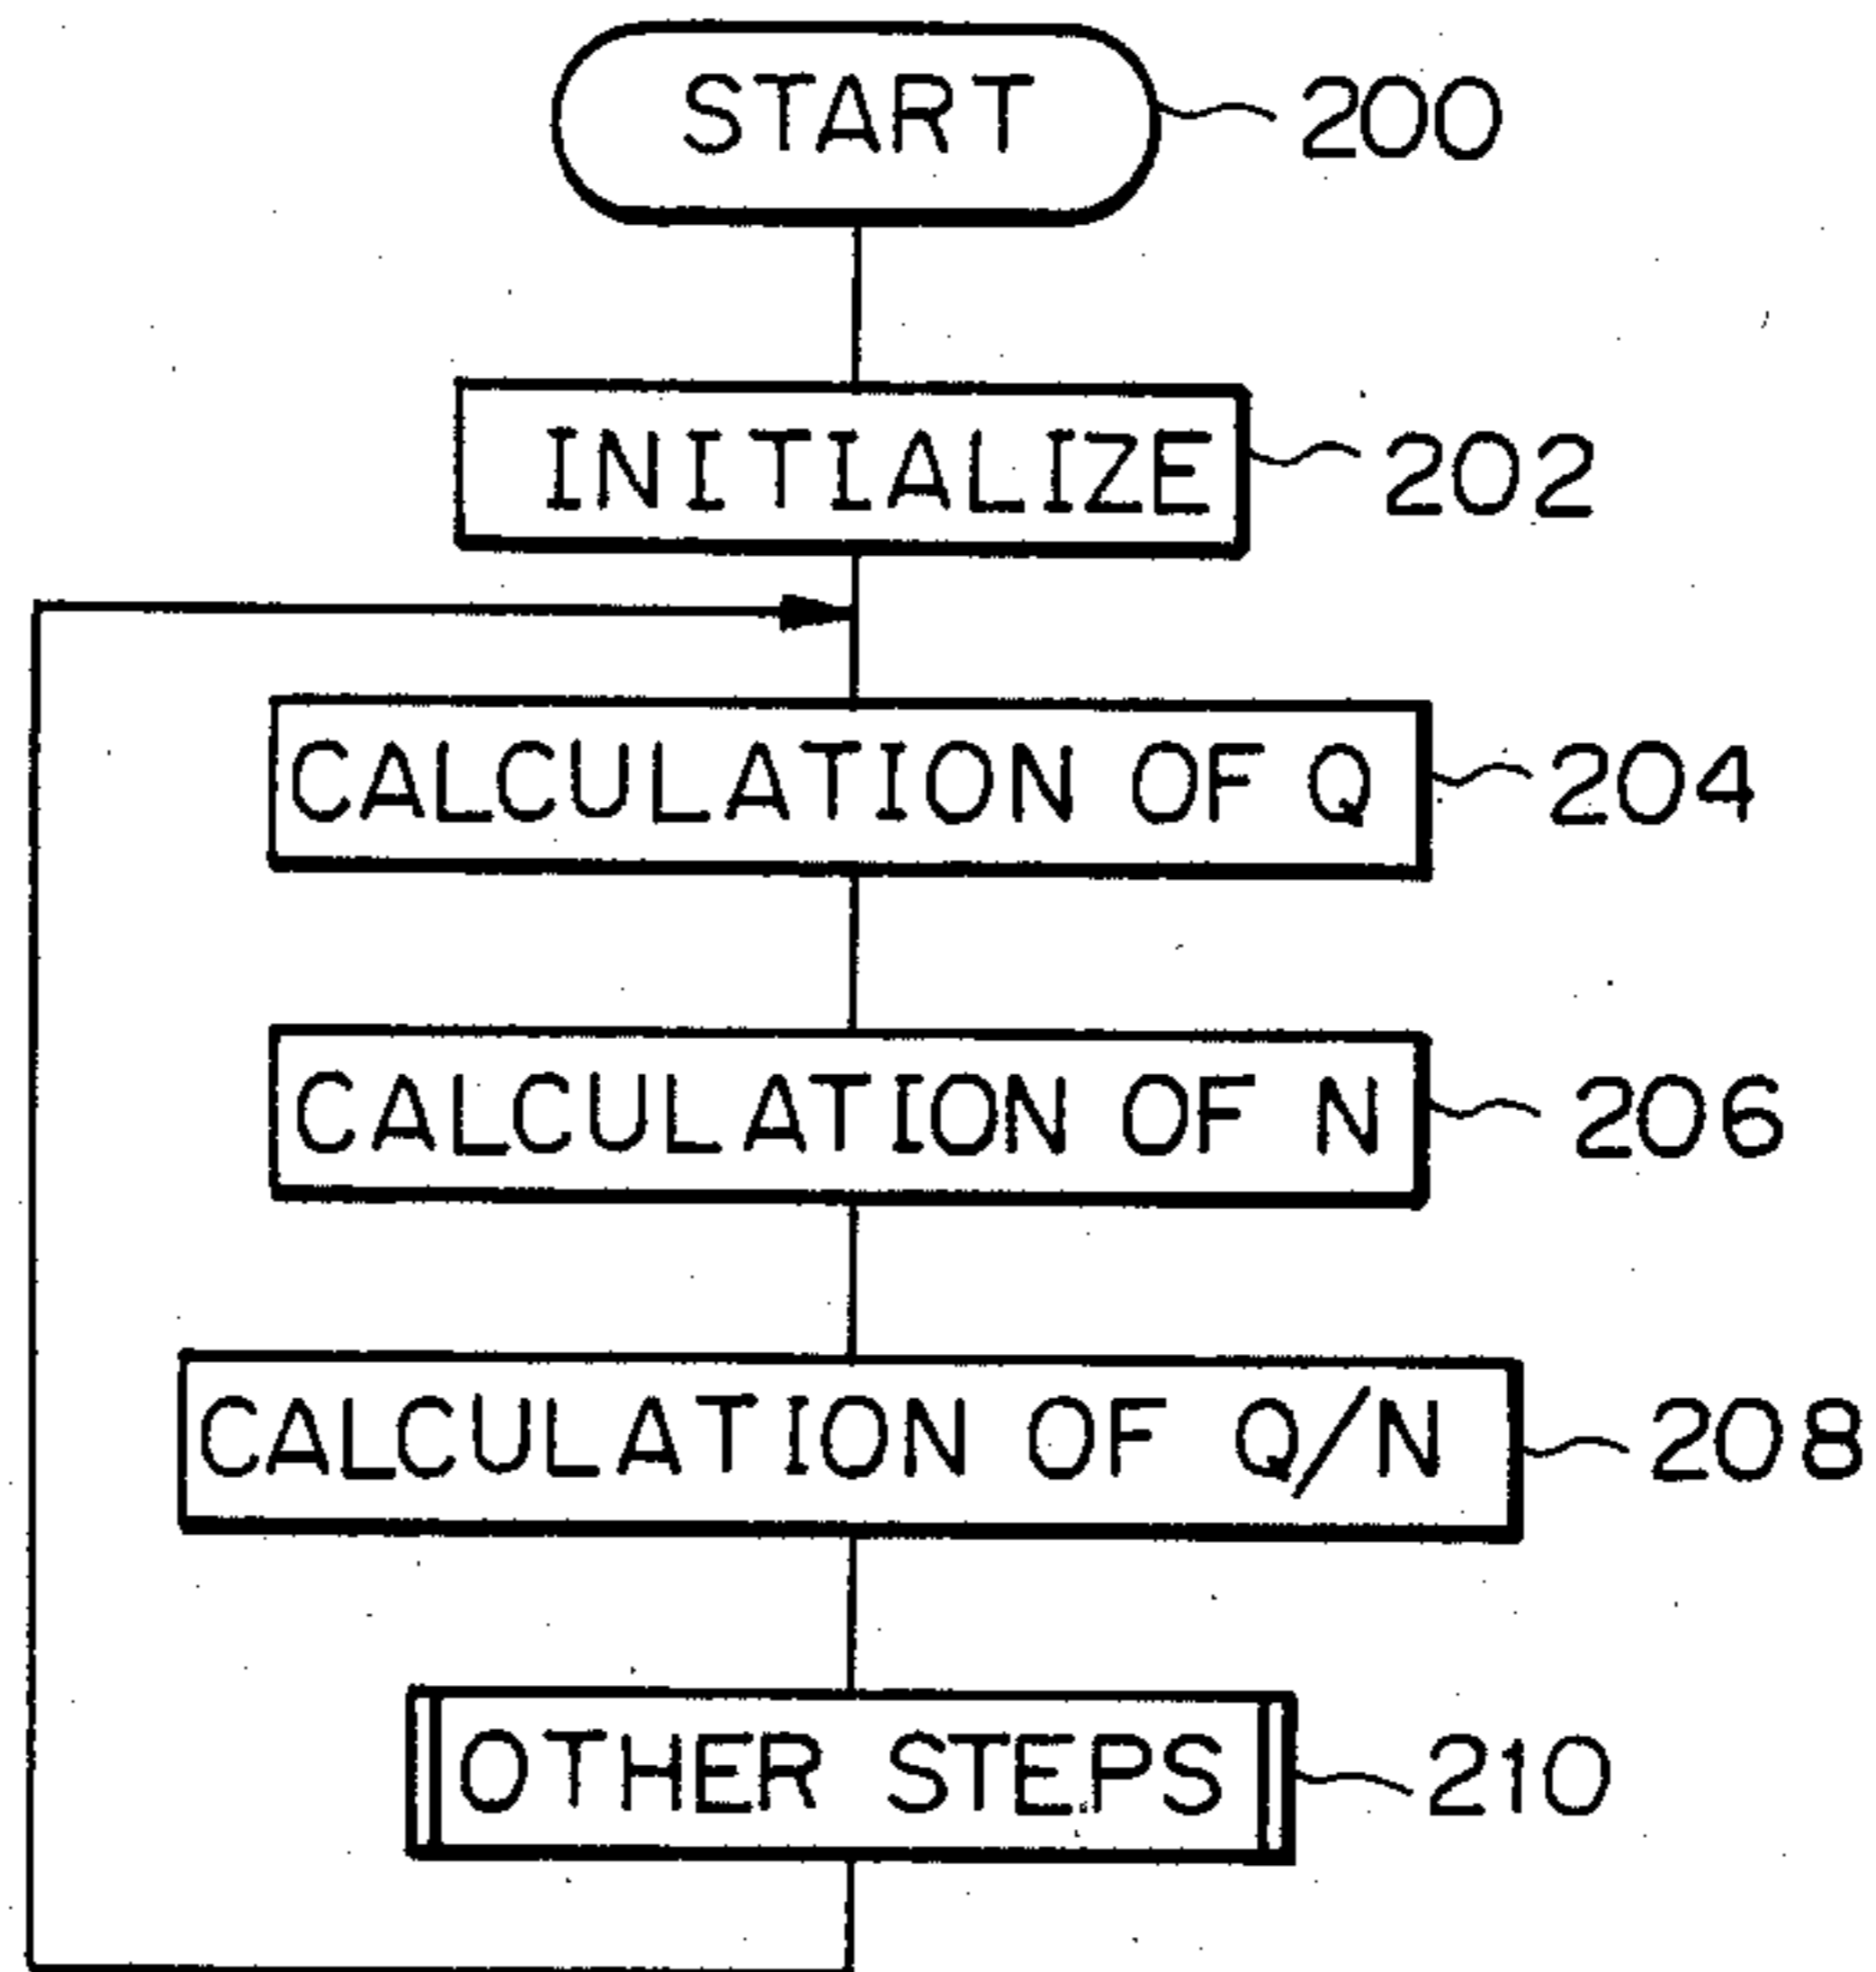 START 200
INITIALIZE 202
CALCULATION OF Q 204
CALCULATION OF N 206
CALCULATION OF Q/N 208
OTHER STEPS 210